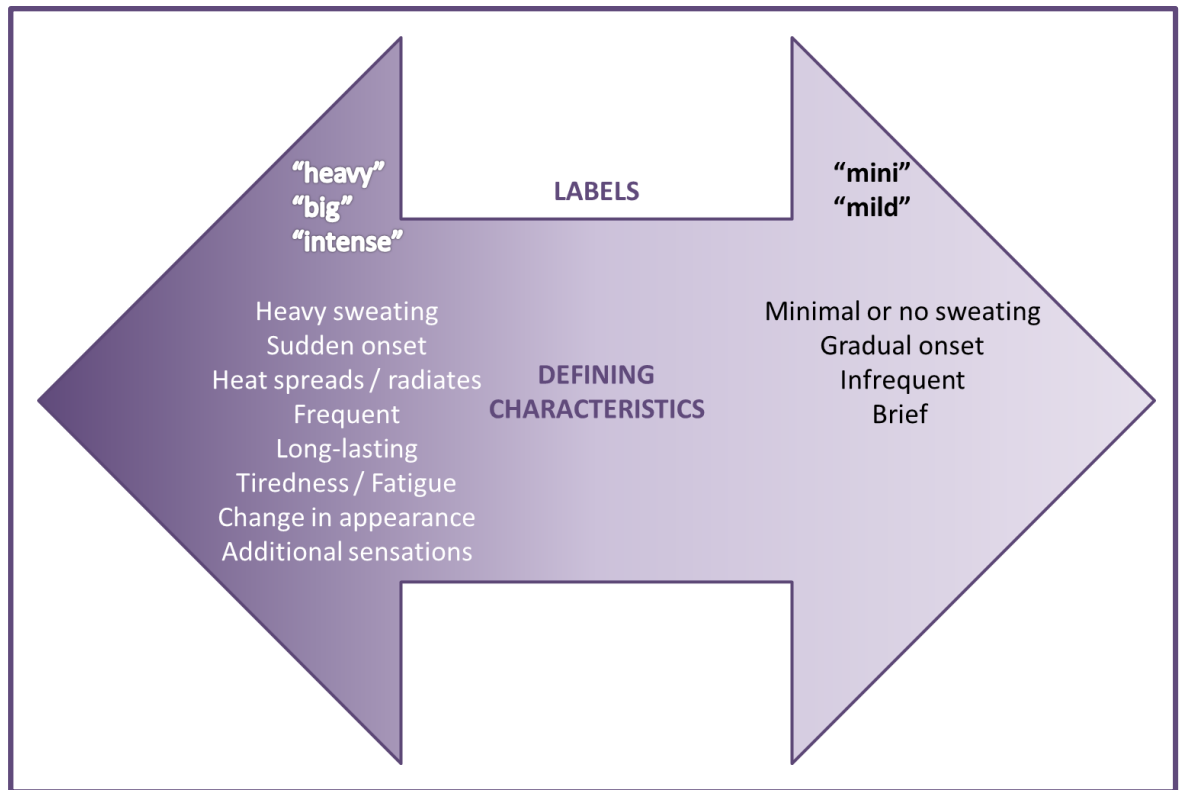 “heavy”
“big”
“intense”
LABELS
“mini”
“mild”
Heavy sweating
Sudden onset
Heat spreads / radiates
Frequent
Long-lasting
Tiredness / Fatigue
Change in appearance
Additional sensations
DEFINING
CHARACTERISTICS
Minimal or no sweating
Gradual onset
Infrequent
Brief